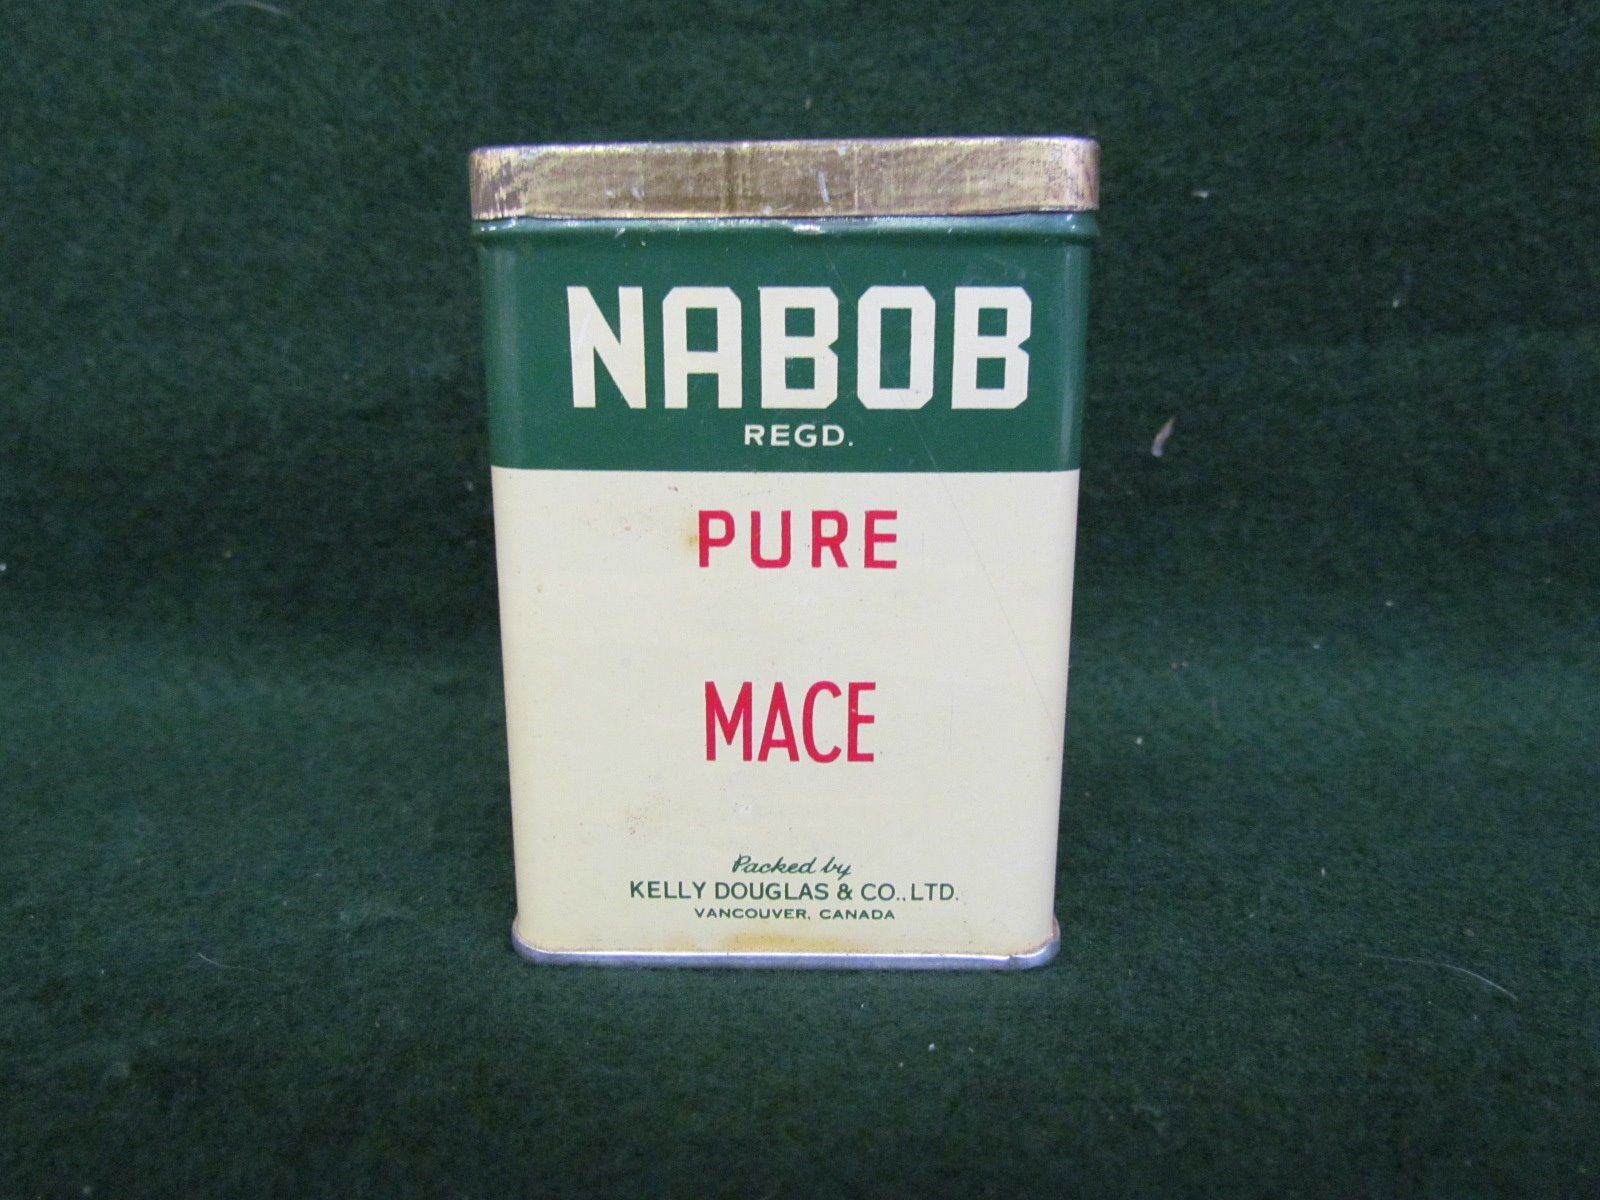 NABOB
REGD.
PURE
MACE
Packed by
KELLY DOUGLAS & CO., LTD.
VANCOUVER, CANADA